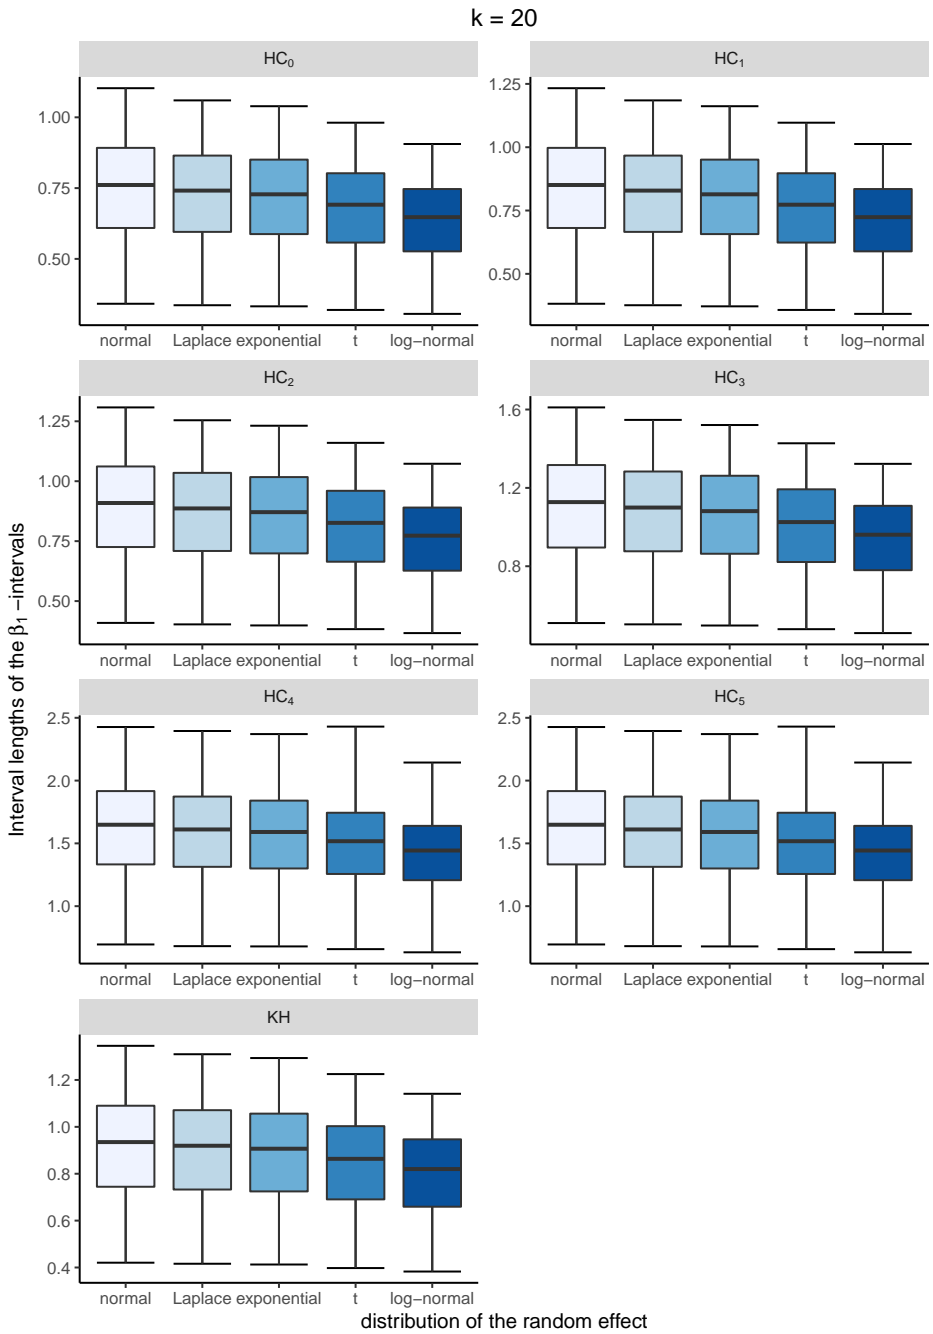 k = 20
HC₀
HC₁
1.00
0.75
0.50
1.25
1.00
0.75
0.50
normal Laplace exponential t log−normal
normal Laplace exponential t log−normal
HC₂
HC₃
1.25
1.00
0.75
0.50
1.6
1.2
0.8
normal Laplace exponential t log−normal
normal Laplace exponential t log−normal
Interval lengths of the β₁ −intervals
HC₄
HC₅
2.5
2.0
1.5
1.0
2.5
2.0
1.5
1.0
normal Laplace exponential t log−normal
normal Laplace exponential t log−normal
KH
1.2
1.0
0.8
0.6
0.4
normal Laplace exponential t log−normal
distribution of the random effect